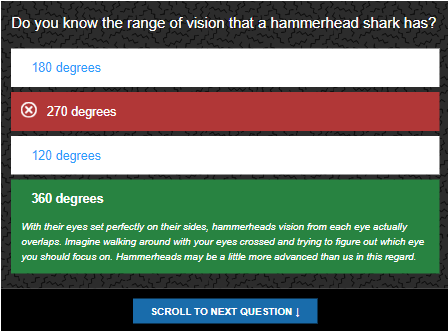 Do you know the range of vision that a hammerhead shark has?
180 degrees
270 degrees
120 degrees
360 degrees
With their eyes set perfectly on their sides, hammerheads vision from each eye actually
overlaps. Imagine walking around with your eyes crossed and trying to figure out which eye
you should focus on. Hammerheads may be a little more advanced than us in this regard.
SCROLL TO NEXT QUESTION ↓